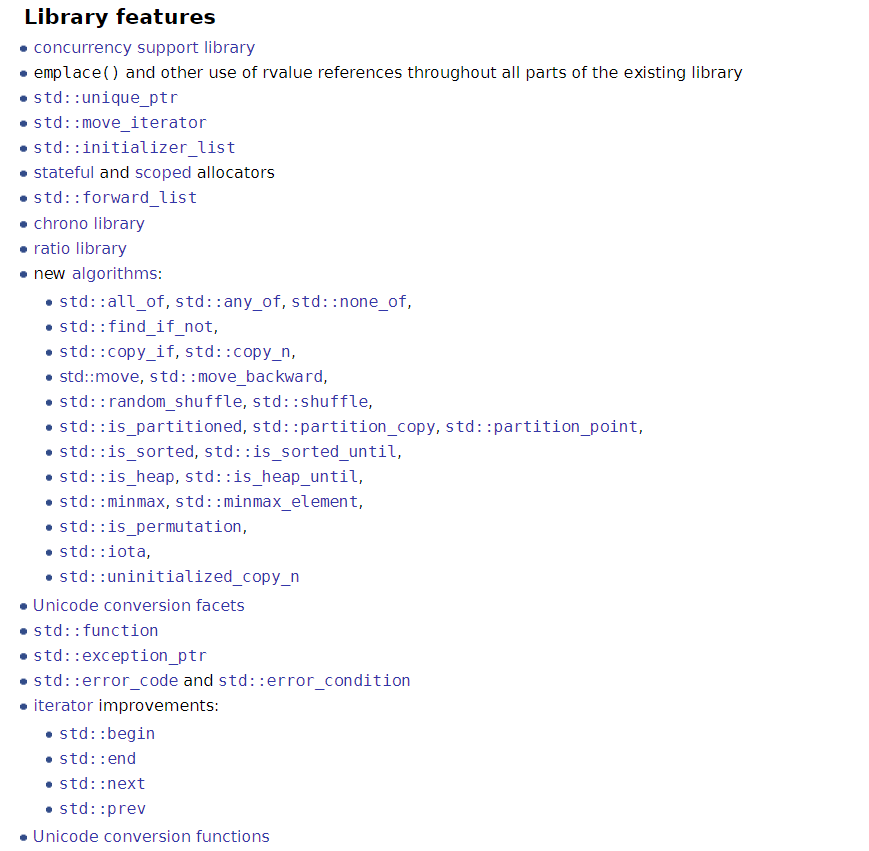 Library features
concurrency support library
emplace() and other use of rvalue references throughout all parts of the existing library
std::unique_ptr
std::move_iterator
std::initializer_list
stateful and scoped allocators
std::forward_list
chrono library
ratio library
new algorithms:
std::all_of, std::any_of, std::none_of,
std::find_if_not,
std::copy_if, std::copy_n,
std::move, std::move_backward,
std::random_shuffle, std::shuffle,
std::is_partitioned, std::partition_copy, std::partition_point,
std::is_sorted, std::is_sorted_until,
std::is_heap, std::is_heap_until,
std::minmax, std::minmax_element,
std::is_permutation,
std::iota,
std::uninitialized_copy_n
Unicode conversion facets
std::function
std::exception_ptr
std::error_code and std::error_condition
iterator improvements:
std::begin
std::end
std::next
std::prev
Unicode conversion functions